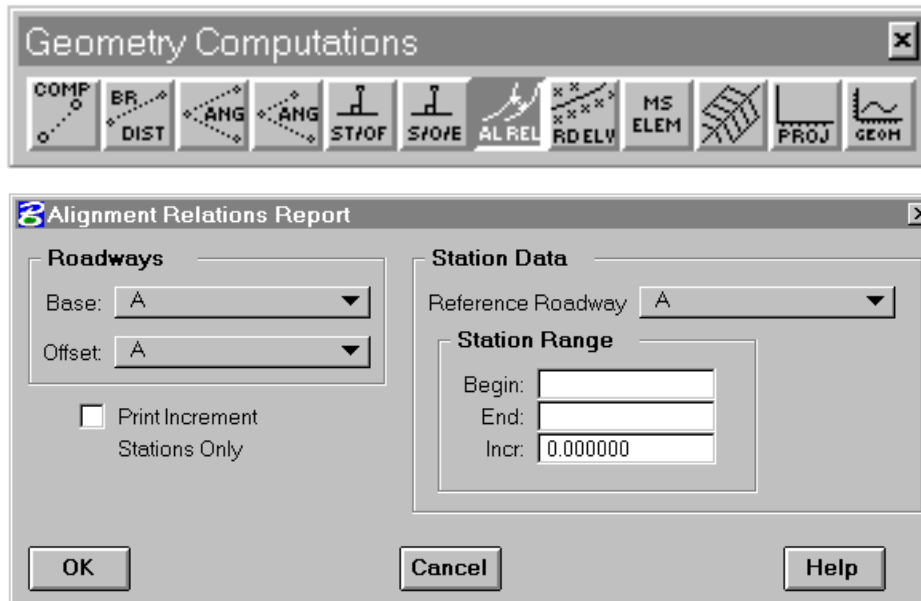 Geometry Computations
COMP
BR
DIST
ANG
ANG
ST/OF
S/O/E
AL REL
RD ELV
MS
ELEM
PROJ
GEOM
Alignment Relations Report
Roadways
Base: A
Offset: A
Print Increment
Stations Only
Station Data
Reference Roadway A
Station Range
Begin:
End:
Incr: 0.000000
OK
Cancel
Help